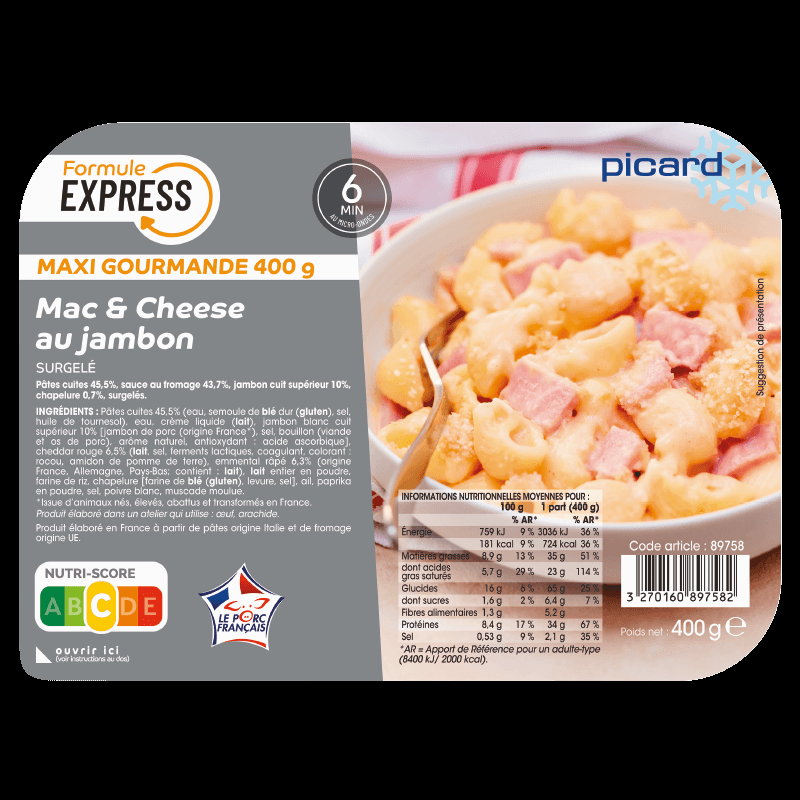 Formule
EXPRESS
6
MIN
AU MICRO-ONDES
picard
MAXI GOURMANDE 400 g
Mac & Cheese
au jambon
SURGELÉ
Pâtes cuites 45,5%, sauce au fromage 43,7%, jambon cuit supérieur 10%,
chapelure 0,7%, surgelés.
INGRÉDIENTS : Pâtes cuites 45,5% (eau, semoule de blé dur (gluten), sel,
huile de tournesol), eau, crème liquide (lait), jambon blanc cuit
supérieur 10% [jambon de porc (origine France*), sel, bouillon (viande
et os de porc), arôme naturel, antioxydant : acide ascorbique],
cheddar rouge 6,5% (lait, sel, ferments lactiques, coagulant, colorant :
rocou, amidon de pomme de terre), emmental râpé 6,3% (origine
France, Allemagne, Pays-Bas; contient : lait), lait entier en poudre,
farine de riz, chapelure [farine de blé (gluten), levure, sel], ail, paprika
en poudre, sel, poivre blanc, muscade moulue.
*Issue d'animaux nés, élevés, abattus et transformés en France.
Produit élaboré dans un atelier qui utilise : œuf, arachide.
Produit élaboré en France à partir de pâtes origine Italie et de fromage
origine UE.
NUTRI-SCORE
A B C D E
LE PORC
FRANÇAIS
ouvrir ici
(voir instructions au dos)
Suggestion de présentation
INFORMATIONS NUTRITIONNELLES MOYENNES POUR :
100 g 1 part (400 g)
% AR* % AR*
Énergie 759 kJ 9 % 3036 kJ 36 %
181 kcal 9 % 724 kcal 36 %
Matières grasses 8,9 g 13 % 35 g 51 %
dont acides
gras saturés 5,7 g 29 % 23 g 114 %
Glucides 16 g 6 % 65 g 25 %
dont sucres 1,6 g 2 % 6,4 g 7 %
Fibres alimentaires 1,3 g 5,2 g
Protéines 8,4 g 17 % 34 g 67 %
Sel 0,53 g 9 % 2,1 g 35 %
*AR = Apport de Référence pour un adulte-type
(8400 kJ/ 2000 kcal).
Code article : 89758
3 270160 897582
Poids net : 400 g e